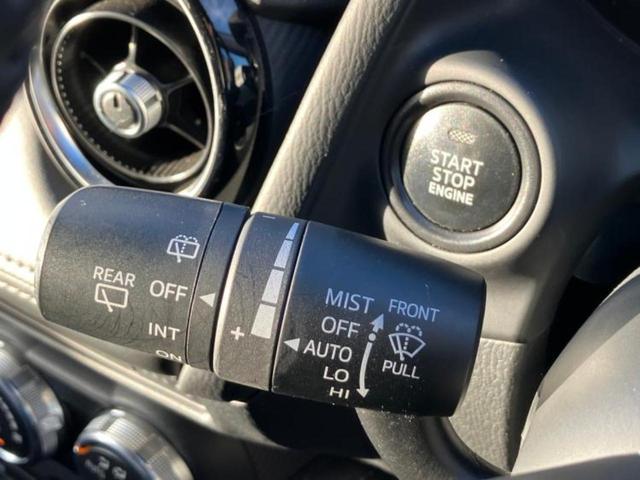 START
STOP
ENGINE
REAR
OFF
INT
ON
− 
+
MIST
OFF
AUTO
LO
HI
FRONT
PULL